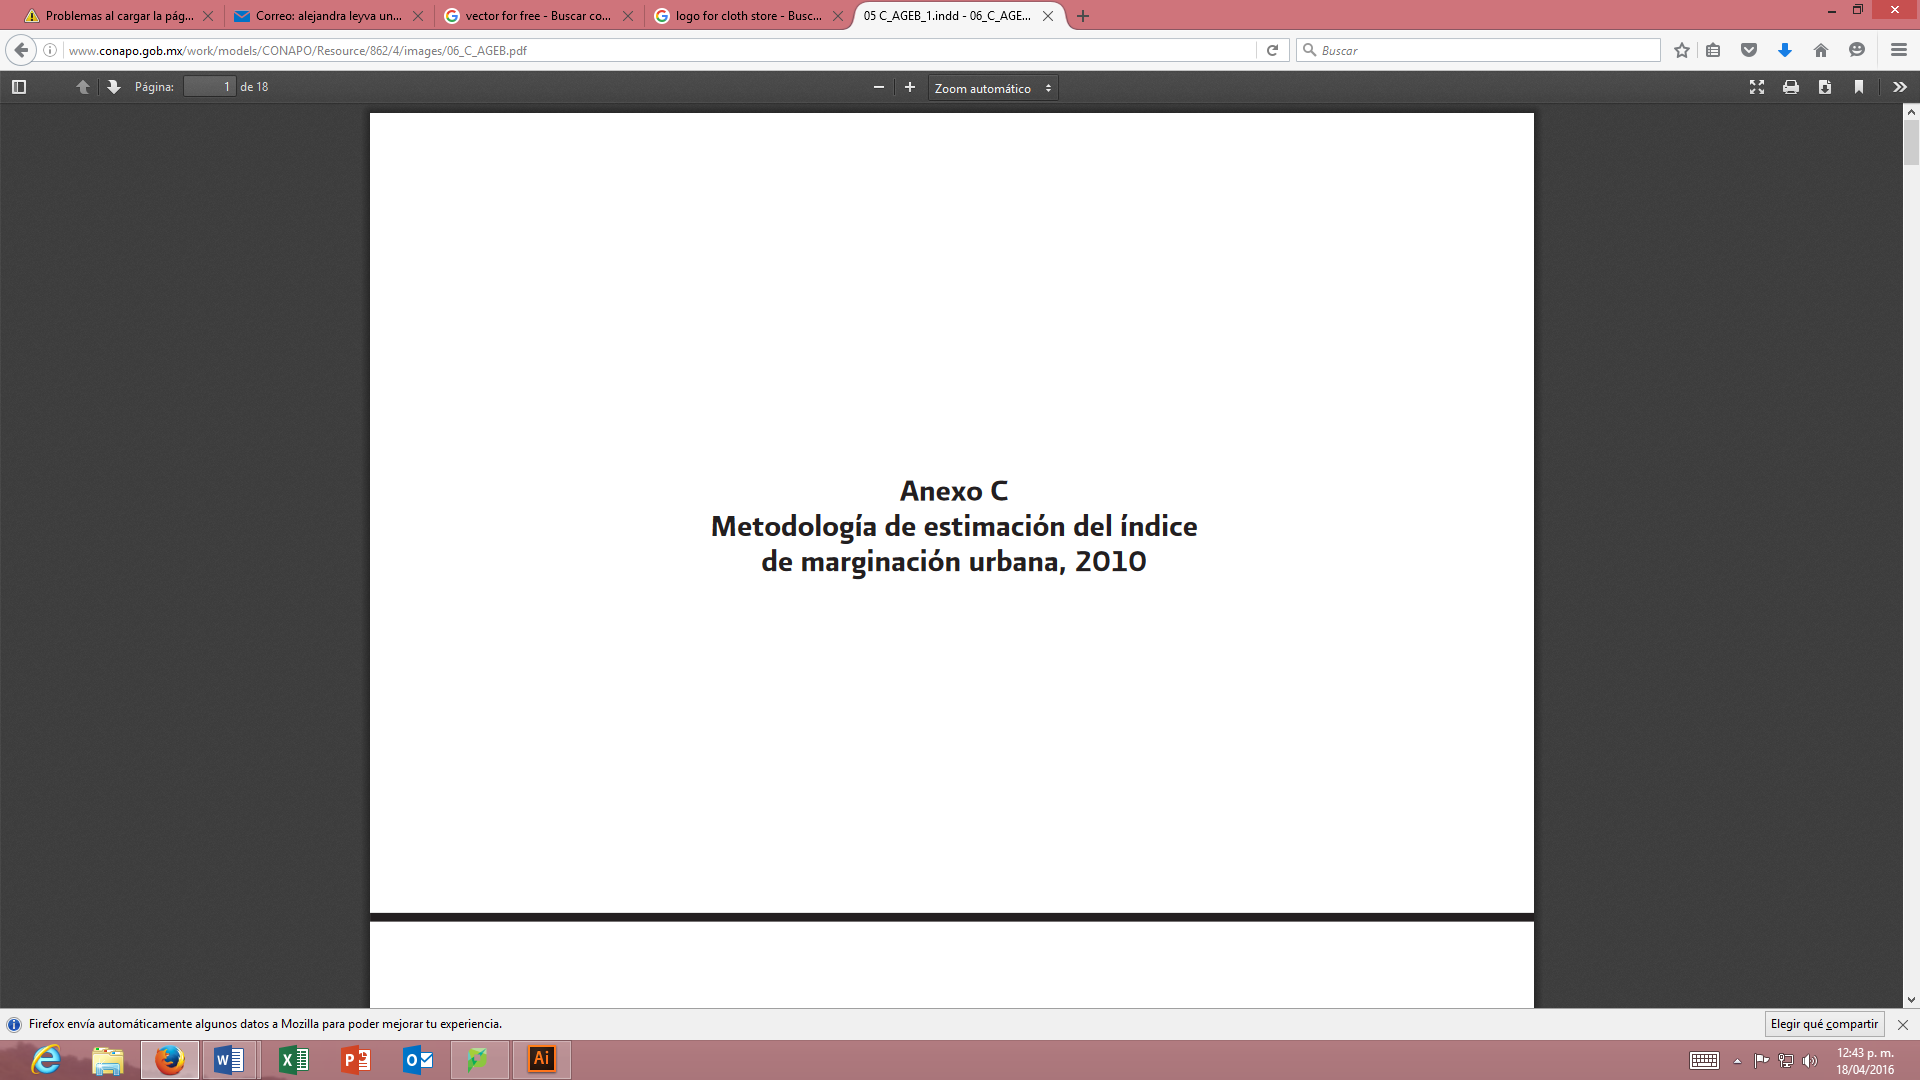 Problemas al cargar la pág...
Correo: alejandra leyva un...
vector for free - Buscar co...
logo for cloth store - Busc...
05 C_AGEB_1.indd - 06_C_AGE...
www.conapo.gob.mx/work/models/CONAPO/Resource/862/4/images/06_C_AGEB.pdf
Buscar
Página:
1
de 18
Zoom automático
Anexo C
Metodología de estimación del índice
de marginación urbana, 2010
Firefox envía automáticamente algunos datos a Mozilla para poder mejorar tu experiencia.
Elegir qué compartir
Ai
12:43 p. m.
18/04/2016